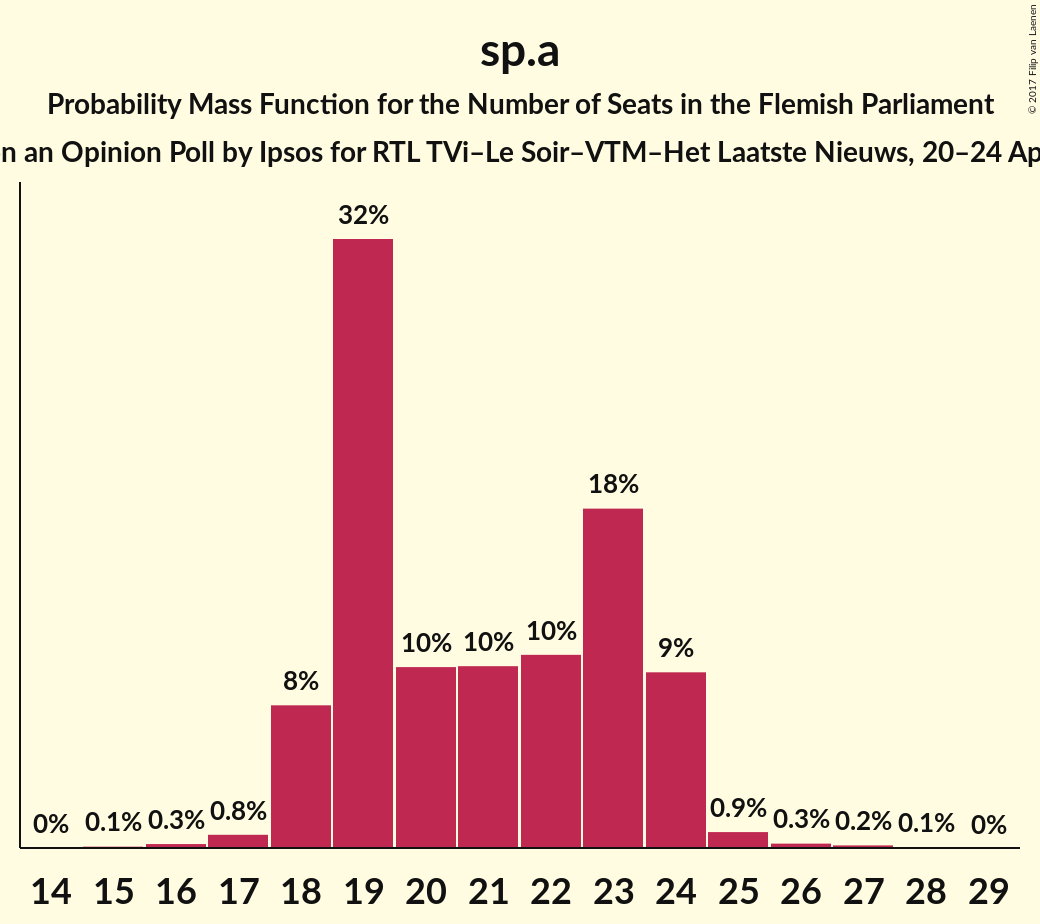 sp.a
Probability Mass Function for the Number of Seats in the Flemish Parliament
an Opinion Poll by Ipsos for RTL TVi–Le Soir–VTM–Het Laatste Nieuws, 20–24
© 2017 Filip van Laenen
32%
18%
10% 10% 10% 9%
8%
0% 0.1% 0.3% 0.8% 0.9% 0.3% 0.2% 0.1% 0%
14 15 16 17 18 19 20 21 22 23 24 25 26 27 28 29